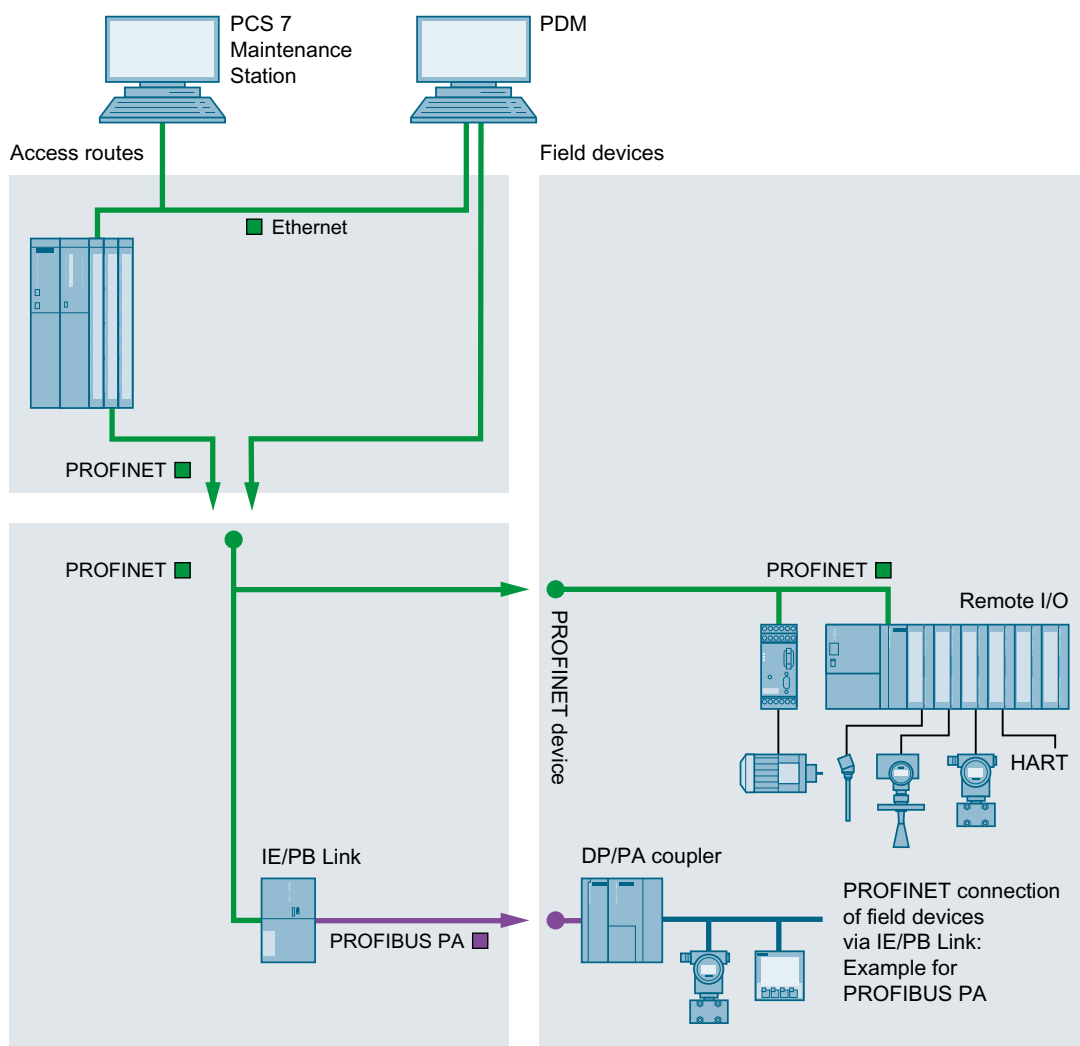 PCS 7
Maintenance
Station
PDM
Access routes
Field devices
Ethernet
PROFINET
PROFINET
PROFINET
Remote I/O
PROFINET device
HART
IE/PB Link
DP/PA coupler
PROFIBUS PA
PROFINET connection
of field devices
via IE/PB Link:
Example for
PROFIBUS PA